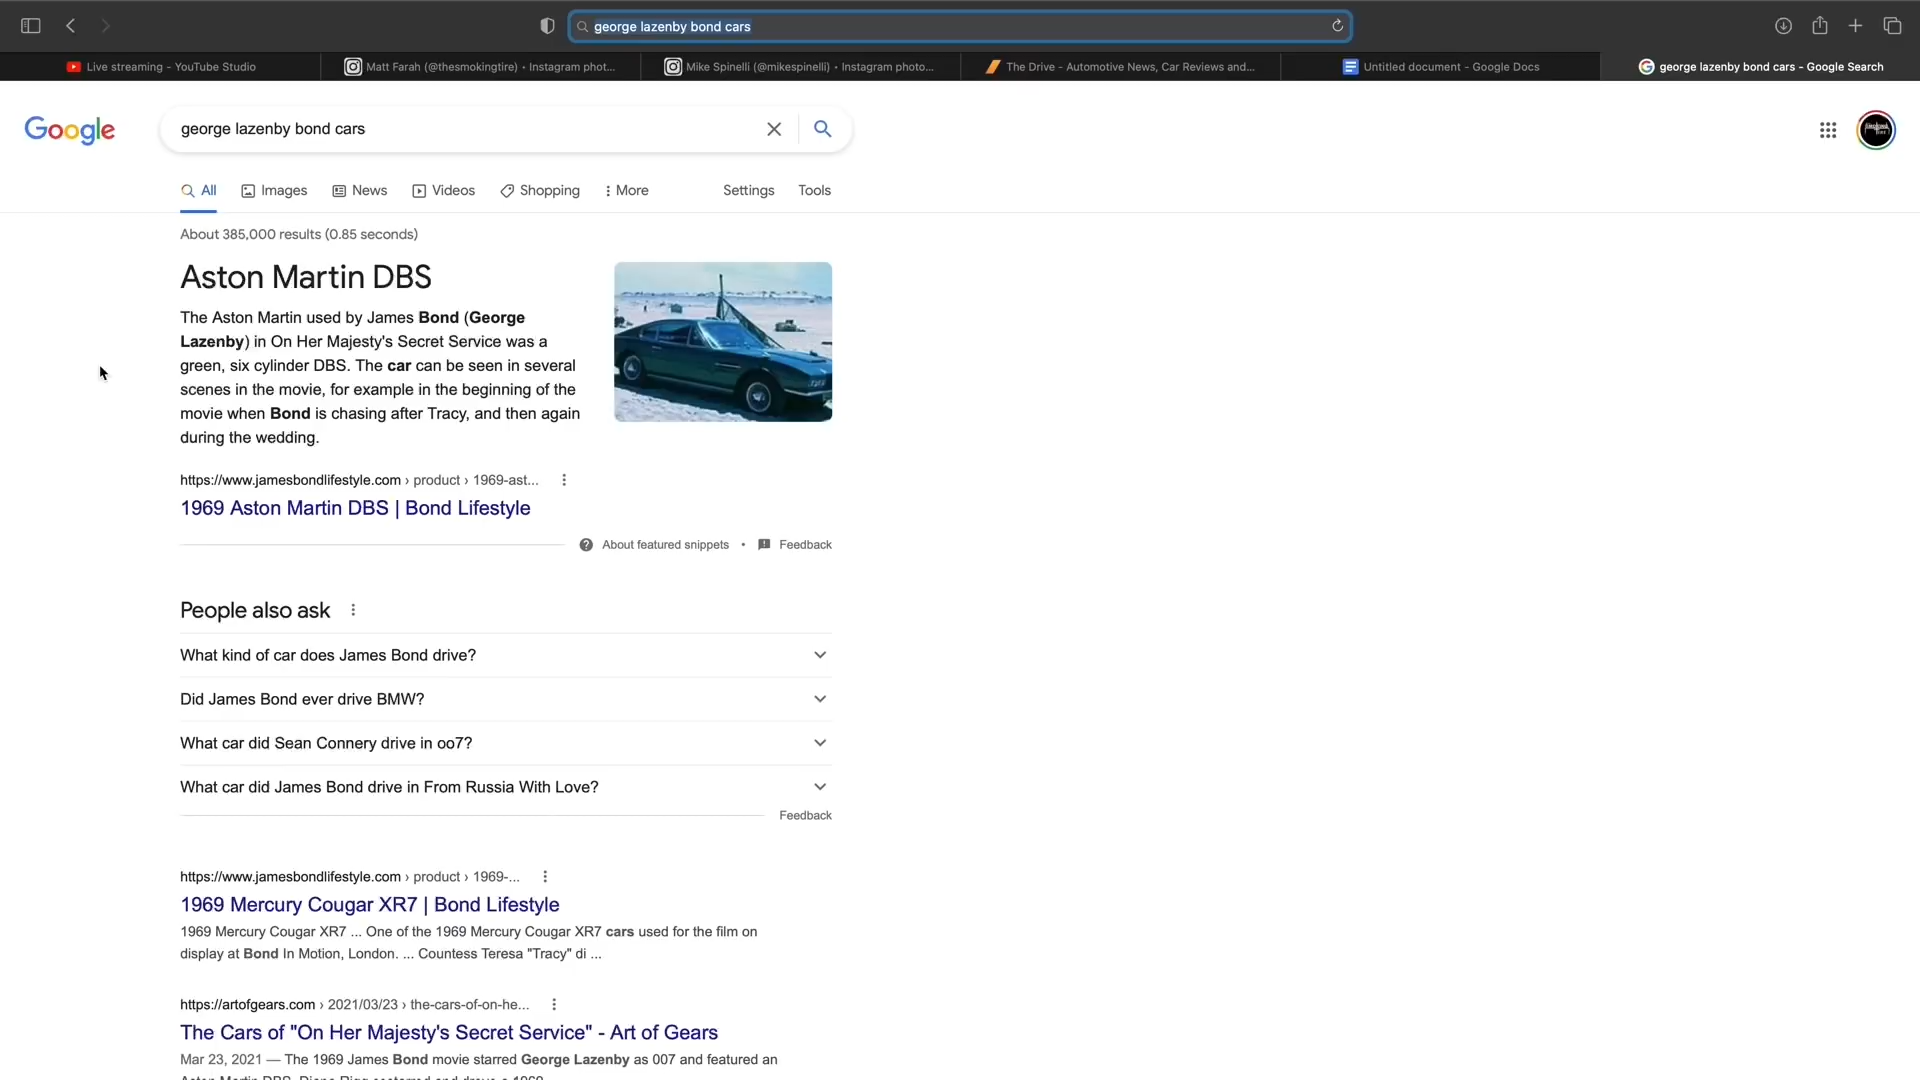 george lazenby bond cars
Live streaming - YouTube Studio
Matt Farah (@thesmokingtire) • Instagram phot...
Mike Spinelli (@mikespinelli) • Instagram photo...
The Drive - Automotive News, Car Reviews and...
Untitled document - Google Docs
george lazenby bond cars - Google Search
Google
george lazenby bond cars
All
Images
News
Videos
Shopping
More
Settings
Tools
About 385,000 results (0.85 seconds)
Aston Martin DBS
The Aston Martin used by James Bond (George
Lazenby) in On Her Majesty's Secret Service was a
green, six cylinder DBS. The car can be seen in several
scenes in the movie, for example in the beginning of the
movie when Bond is chasing after Tracy, and then again
during the wedding.
https://www.jamesbondlifestyle.com › product › 1969-ast...
1969 Aston Martin DBS | Bond Lifestyle
About featured snippets • Feedback
People also ask
What kind of car does James Bond drive?
Did James Bond ever drive BMW?
What car did Sean Connery drive in oo7?
What car did James Bond drive in From Russia With Love?
Feedback
https://www.jamesbondlifestyle.com › product › 1969-...
1969 Mercury Cougar XR7 | Bond Lifestyle
1969 Mercury Cougar XR7 ... One of the 1969 Mercury Cougar XR7 cars used for the film on
display at Bond In Motion, London. ... Countess Teresa "Tracy" di ...
https://artofgears.com › 2021/03/23 › the-cars-of-on-he...
The Cars of "On Her Majesty's Secret Service" - Art of Gears
Mar 23, 2021 — The 1969 James Bond movie starred George Lazenby as 007 and featured an